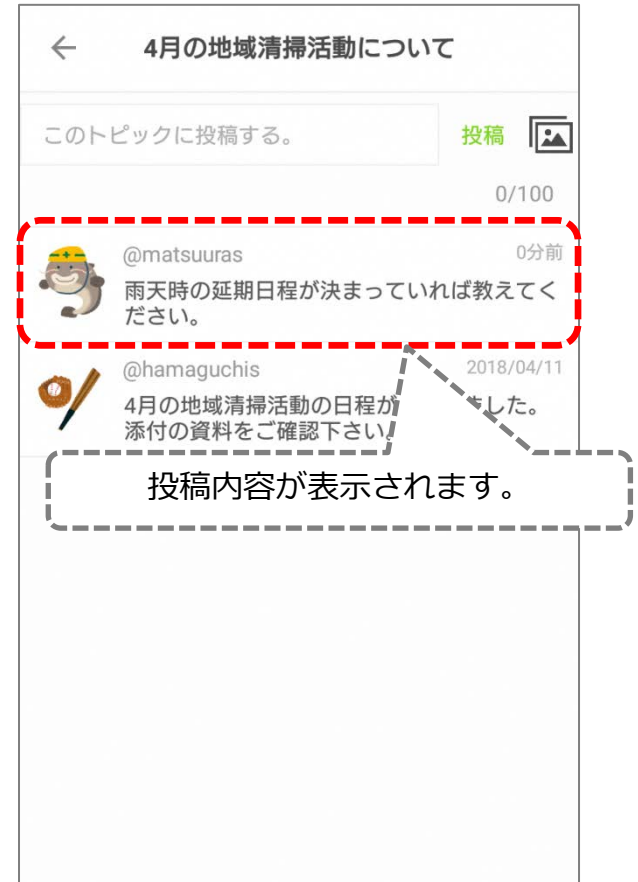 4月の地域清掃活動について
このトピックに投稿する。 投稿
0/100
@matsuuras 0分前
雨天時の延期日程が決まっていれば教えてく
ださい。
@hamaguchis 2018/04/11
4月の地域清掃活動の日程が ました。
添付の資料をご確認下さい。
投稿内容が表示されます。